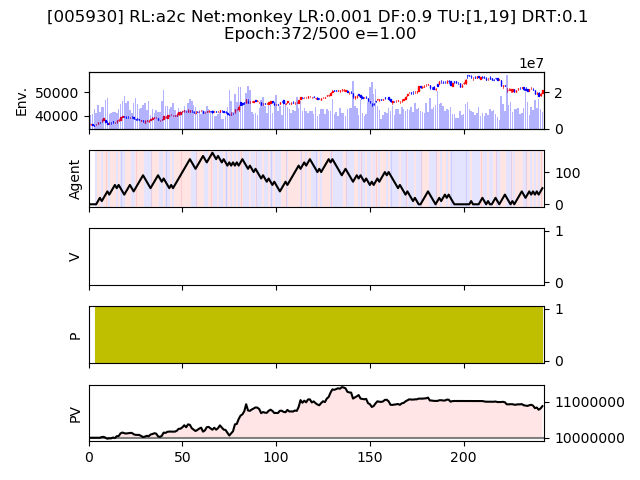 [005930] RL:a2c Net:monkey LR:0.001 DF:0.9 TU:[1,19] DRT:0.1
Epoch:372/500 e=1.00
1e7
Env.
50000
40000
2
0
Agent
100
0
V
1
0
P
1
0
PV
11000000
10000000
0 50 100 150 200